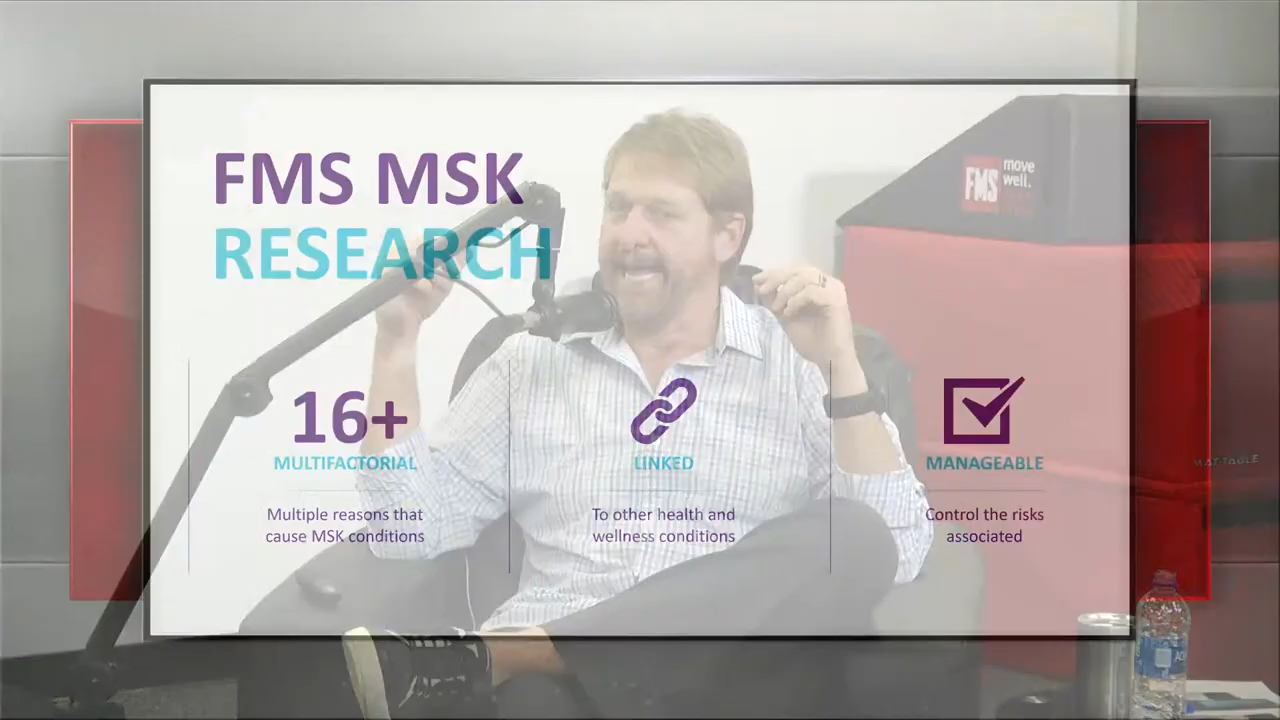 FMS MSK
RESEARCH
FMS
move
well.
16+
MULTIFACTORIAL
Multiple reasons that
cause MSK conditions
LINKED
To other health and
wellness conditions
MANAGEABLE
Control the risks
associated